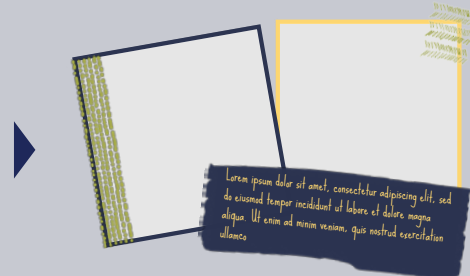 Lorem ipsum dolor sit amet, consectetur adipiscing elit, sed
do eiusmod tempor incididunt ut labore et dolore magna
aliqua. Ut enim ad minim veniam, quis nostrud exercitation
ullamco